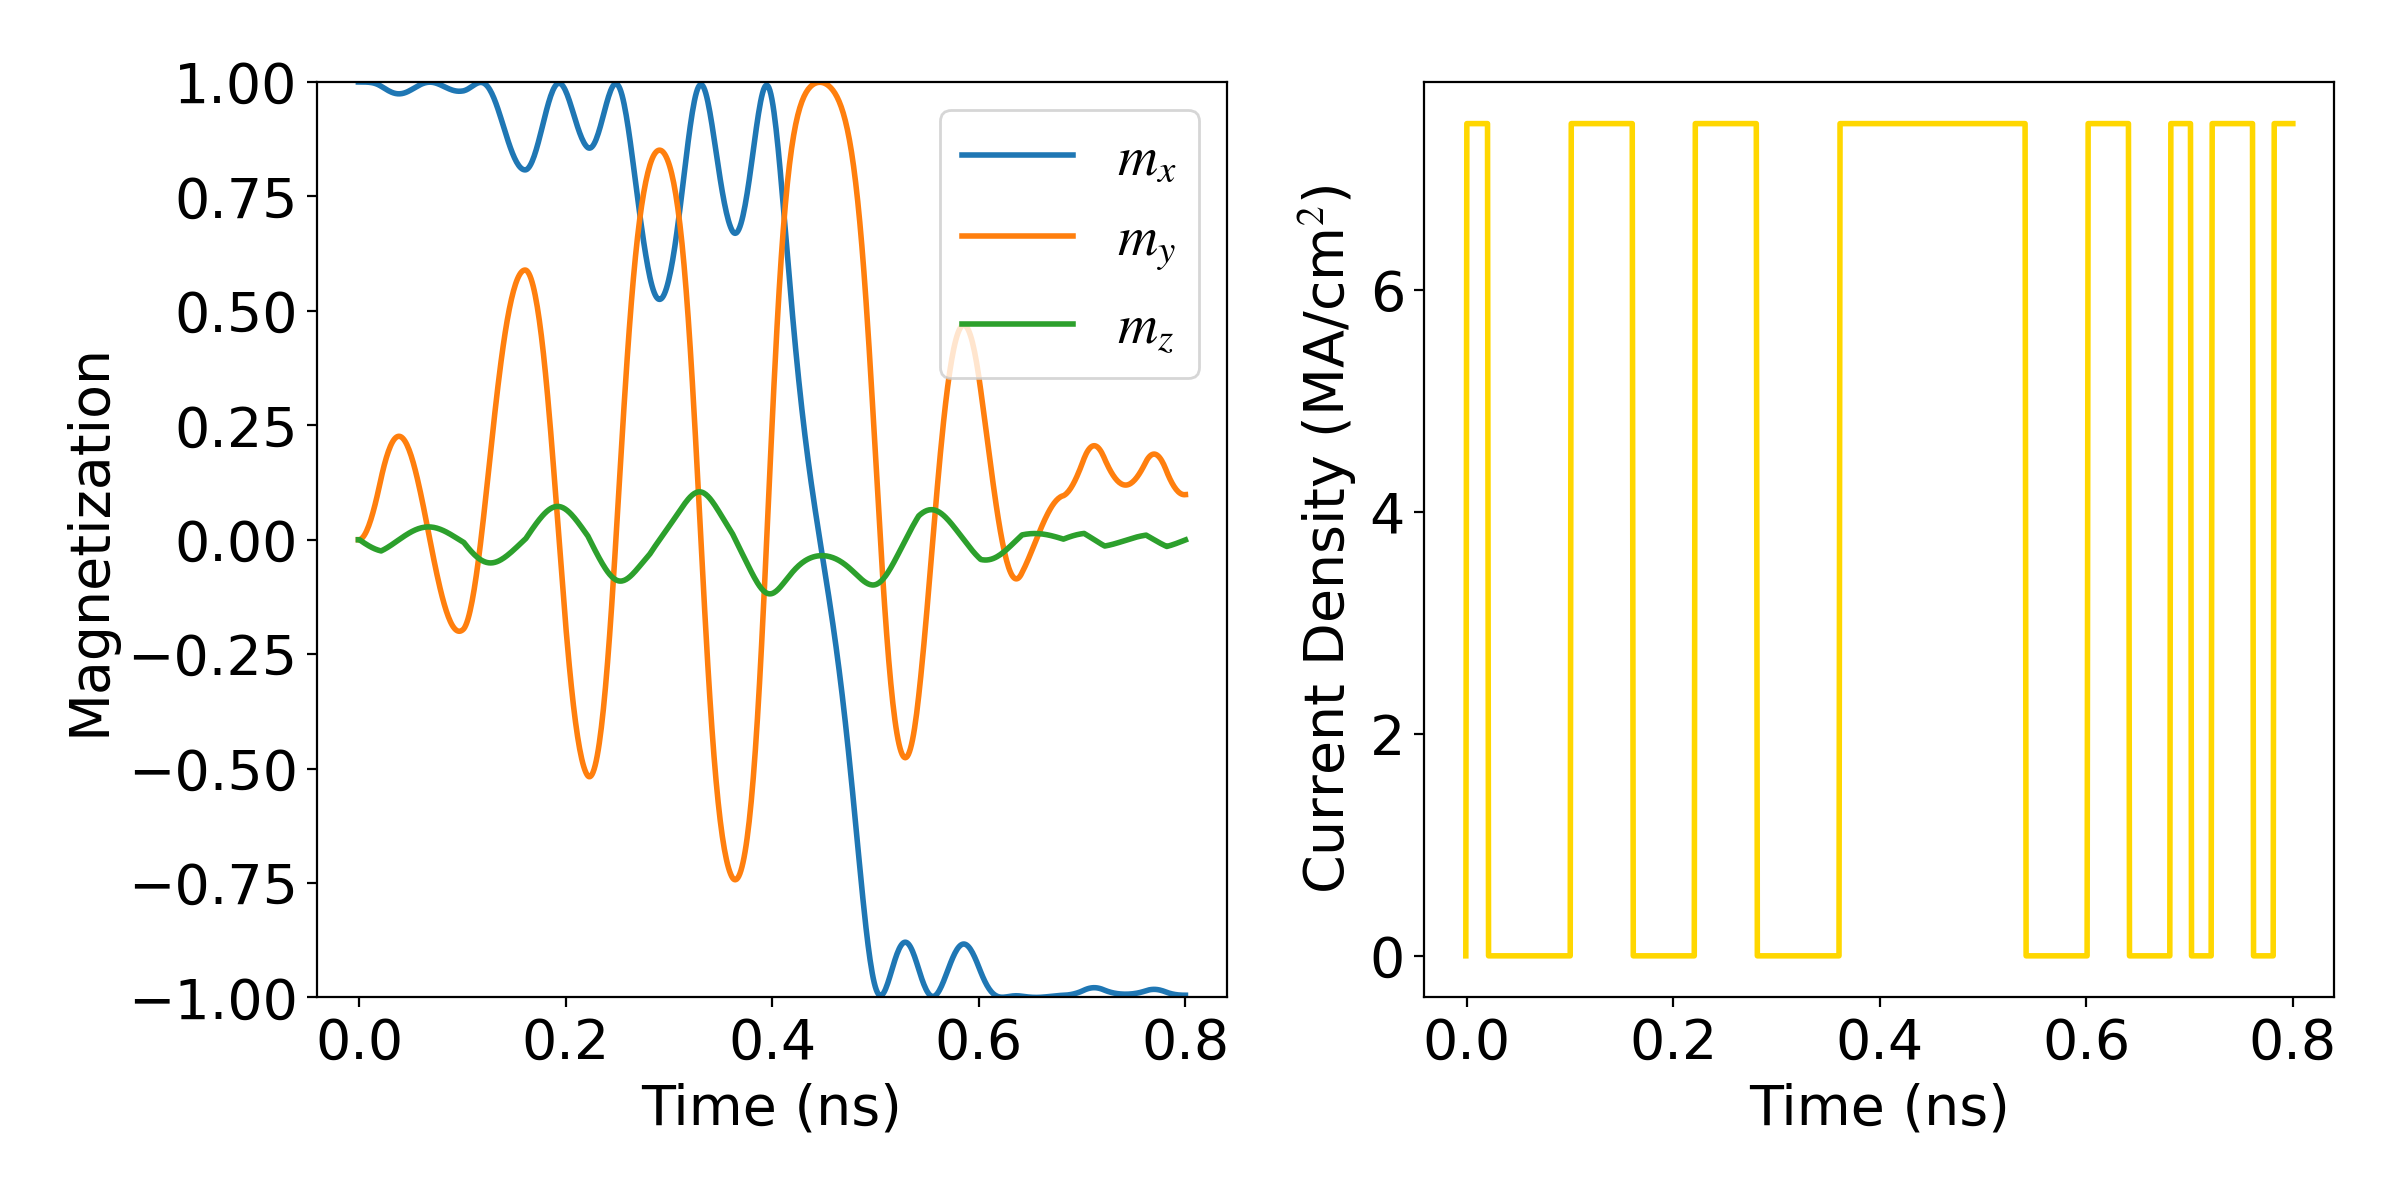 Magnetization
1.00
0.75
0.50
0.25
0.00
−0.25
−0.50
−0.75
−1.00
0.0 0.2 0.4 0.6 0.8
Time (ns)
m_x
m_y
m_z
Current Density (MA/cm²)
6
4
2
0
0.0 0.2 0.4 0.6 0.8
Time (ns)